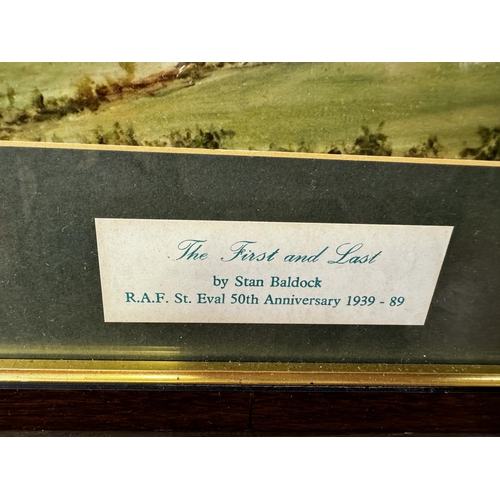 The First and Last
by Stan Baldock
R.A.F. St. Eval 50th Anniversary 1939 - 89